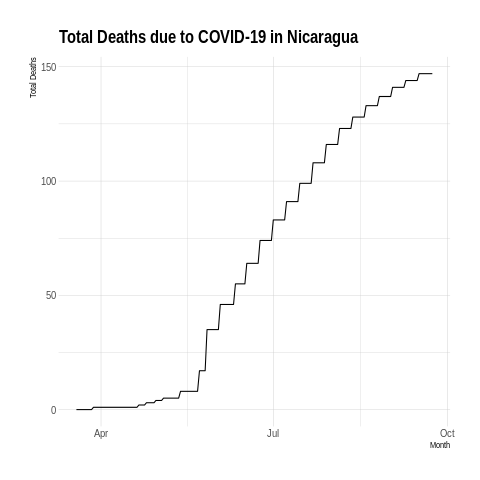 Total Deaths due to COVID-19 in Nicaragua
Total Deaths
150
100
50
0
Apr
Jul
Oct
Month